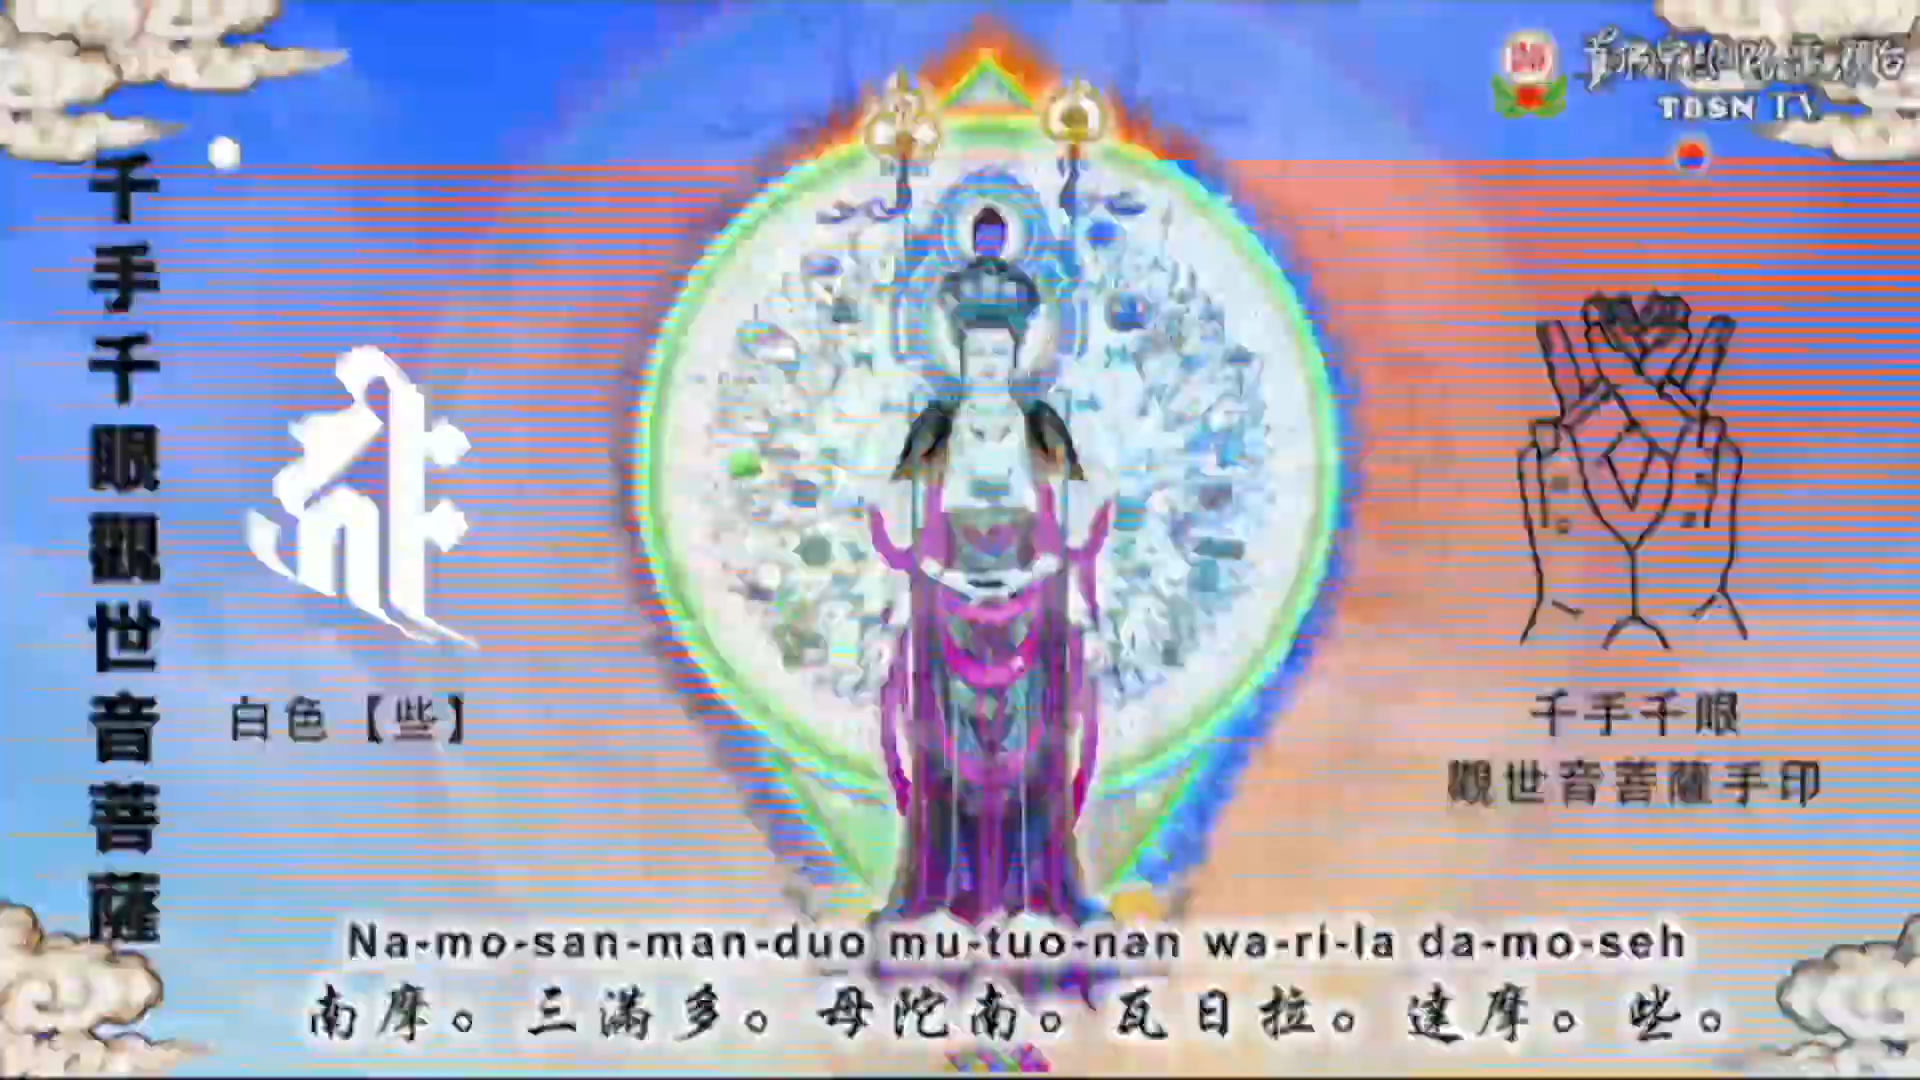 千手千眼觀世音菩薩
TBSN TV
白色【些】
千手千眼
觀世音菩薩手印
Na-mo-san-man-duo mu-tuo-nan wa-ri-la da-mo-seh
南摩。三滿多。母陀南。瓦日拉。達摩。些。